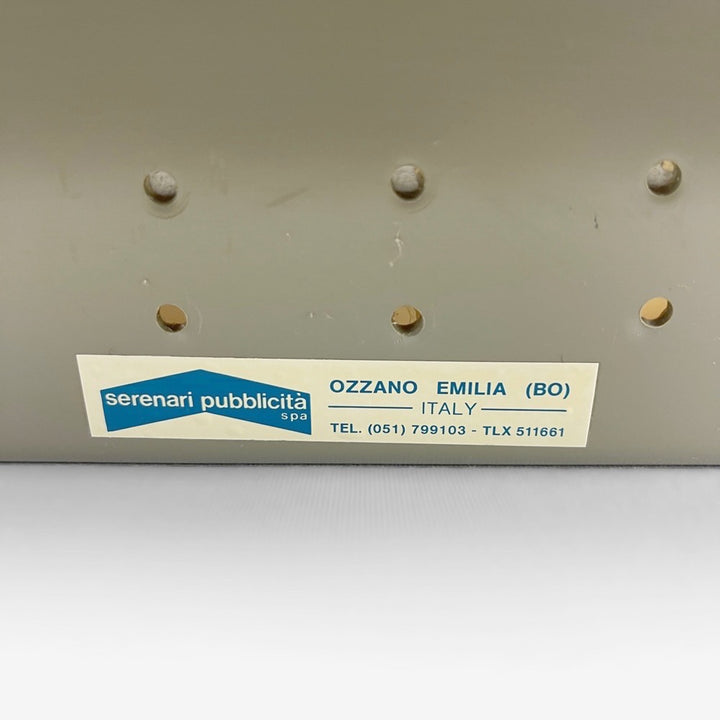 serenari pubblicità
spa
OZZANO EMILIA (BO)
ITALY
TEL. (051) 799103 - TLX 511661